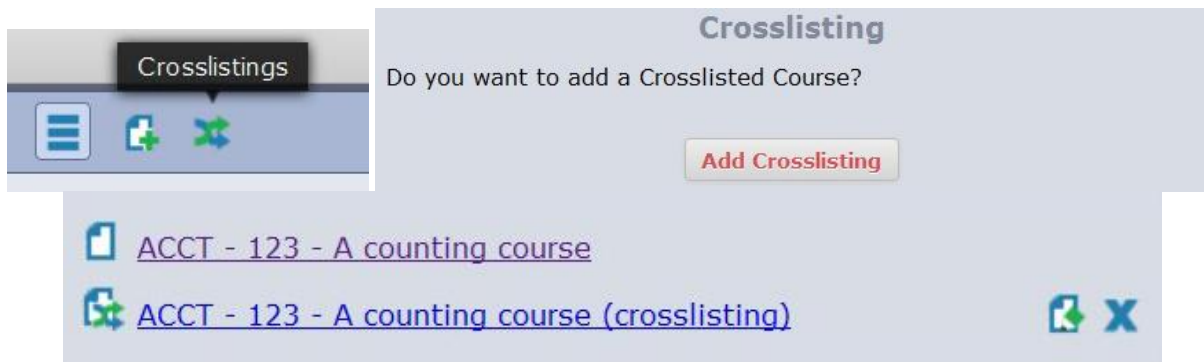 Crosslistings
Crosslisting
Do you want to add a Crosslisted Course?
Add Crosslisting
ACCT - 123 - A counting course
ACCT - 123 - A counting course (crosslisting)